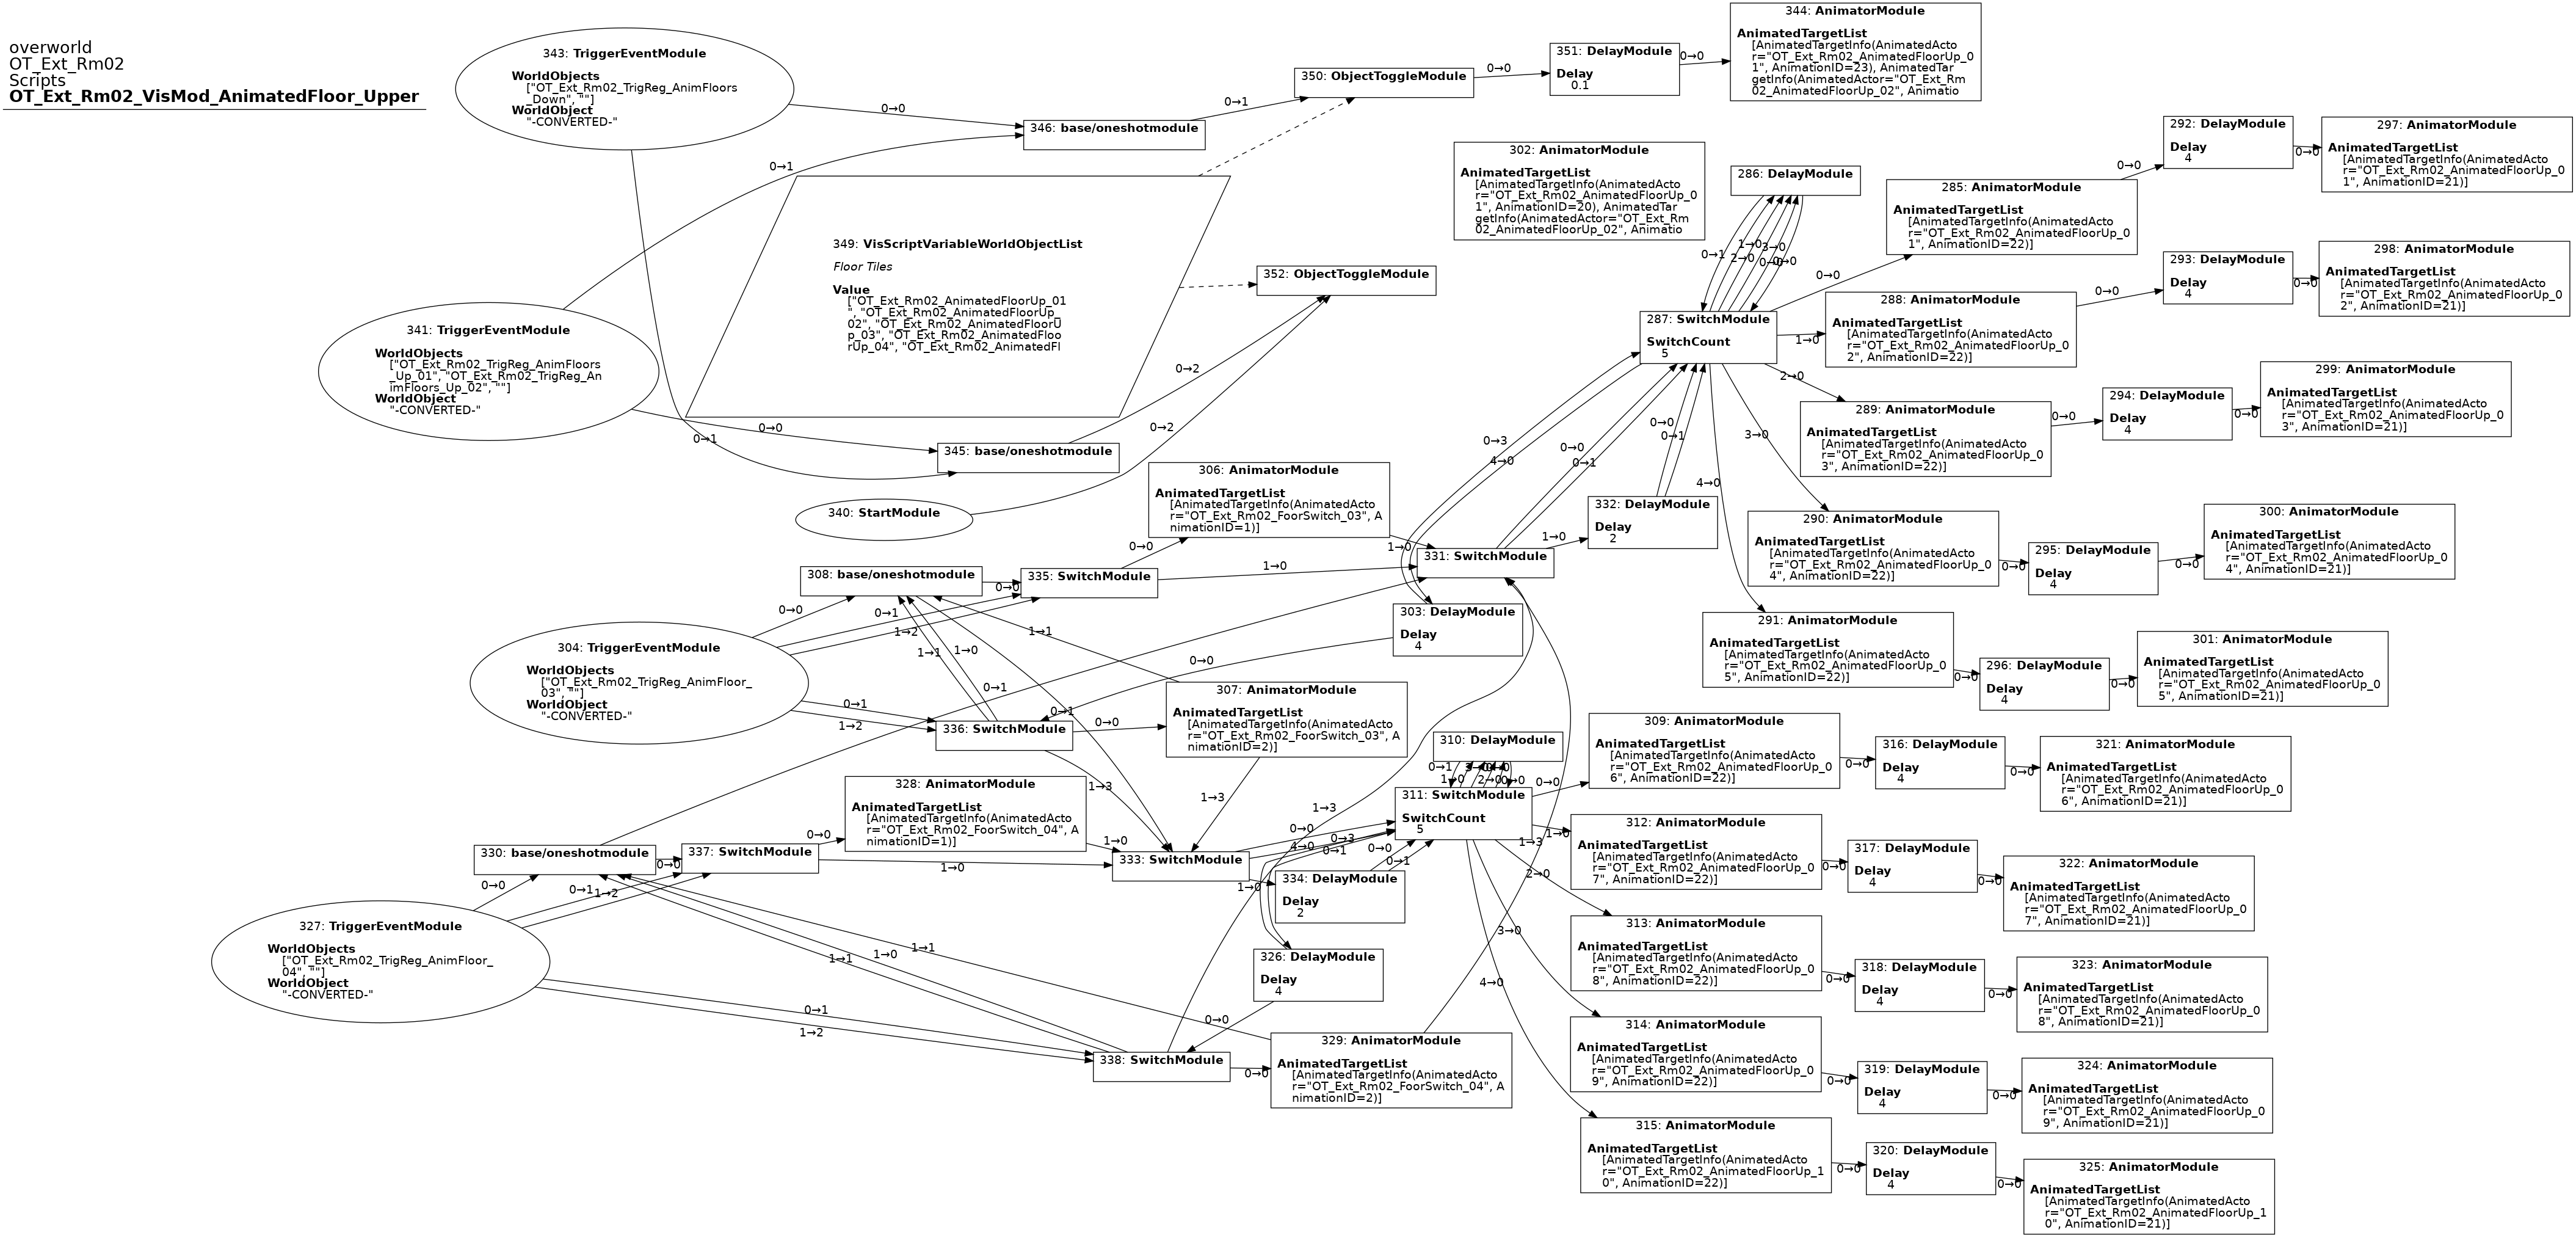 overworld
OT_Ext_Rm02
Scripts
OT_Ext_Rm02_VisMod_AnimatedFloor_Upper
343: TriggerEventModule
WorldObjects
["OT_Ext_Rm02_TrigReg_AnimFloors
_Down", ""]
WorldObject
"-CONVERTED-"
346: base/oneshotmodule
350: ObjectToggleModule
351: DelayModule
Delay
0.1
344: AnimatorModule
AnimatedTargetList
[AnimatedTargetInfo(AnimatedActo
r="OT_Ext_Rm02_AnimatedFloorUp_0
1", AnimationID=23), AnimatedTar
getInfo(AnimatedActor="OT_Ext_Rm
02_AnimatedFloorUp_02", Animatio
341: TriggerEventModule
WorldObjects
["OT_Ext_Rm02_TrigReg_AnimFloors
_Up_01", "OT_Ext_Rm02_TrigReg_An
imFloors_Up_02", ""]
WorldObject
"-CONVERTED-"
349: VisScriptVariableWorldObjectList
Floor Tiles
Value
["OT_Ext_Rm02_AnimatedFloorUp_01
", "OT_Ext_Rm02_AnimatedFloorUp_
02", "OT_Ext_Rm02_AnimatedFloorU
p_03", "OT_Ext_Rm02_AnimatedFloo
rUp_04", "OT_Ext_Rm02_AnimatedFl
352: ObjectToggleModule
345: base/oneshotmodule
340: StartModule
302: AnimatorModule
AnimatedTargetList
[AnimatedTargetInfo(AnimatedActo
r="OT_Ext_Rm02_AnimatedFloorUp_0
1", AnimationID=20), AnimatedTar
getInfo(AnimatedActor="OT_Ext_Rm
02_AnimatedFloorUp_02", Animatio
286: DelayModule
287: SwitchModule
SwitchCount
5
285: AnimatorModule
AnimatedTargetList
[AnimatedTargetInfo(AnimatedActo
r="OT_Ext_Rm02_AnimatedFloorUp_0
1", AnimationID=22)]
292: DelayModule
Delay
4
297: AnimatorModule
AnimatedTargetList
[AnimatedTargetInfo(AnimatedActo
r="OT_Ext_Rm02_AnimatedFloorUp_0
1", AnimationID=21)]
288: AnimatorModule
AnimatedTargetList
[AnimatedTargetInfo(AnimatedActo
r="OT_Ext_Rm02_AnimatedFloorUp_0
2", AnimationID=22)]
293: DelayModule
Delay
4
298: AnimatorModule
AnimatedTargetList
[AnimatedTargetInfo(AnimatedActo
r="OT_Ext_Rm02_AnimatedFloorUp_0
2", AnimationID=21)]
289: AnimatorModule
AnimatedTargetList
[AnimatedTargetInfo(AnimatedActo
r="OT_Ext_Rm02_AnimatedFloorUp_0
3", AnimationID=22)]
294: DelayModule
Delay
4
299: AnimatorModule
AnimatedTargetList
[AnimatedTargetInfo(AnimatedActo
r="OT_Ext_Rm02_AnimatedFloorUp_0
3", AnimationID=21)]
290: AnimatorModule
AnimatedTargetList
[AnimatedTargetInfo(AnimatedActo
r="OT_Ext_Rm02_AnimatedFloorUp_0
4", AnimationID=22)]
295: DelayModule
Delay
4
300: AnimatorModule
AnimatedTargetList
[AnimatedTargetInfo(AnimatedActo
r="OT_Ext_Rm02_AnimatedFloorUp_0
4", AnimationID=21)]
291: AnimatorModule
AnimatedTargetList
[AnimatedTargetInfo(AnimatedActo
r="OT_Ext_Rm02_AnimatedFloorUp_0
5", AnimationID=22)]
296: DelayModule
Delay
4
301: AnimatorModule
AnimatedTargetList
[AnimatedTargetInfo(AnimatedActo
r="OT_Ext_Rm02_AnimatedFloorUp_0
5", AnimationID=21)]
306: AnimatorModule
AnimatedTargetList
[AnimatedTargetInfo(AnimatedActo
r="OT_Ext_Rm02_FoorSwitch_03", A
nimationID=1)]
331: SwitchModule
332: DelayModule
Delay
2
303: DelayModule
Delay
4
308: base/oneshotmodule
335: SwitchModule
304: TriggerEventModule
WorldObjects
["OT_Ext_Rm02_TrigReg_AnimFloor_
03", ""]
WorldObject
"-CONVERTED-"
336: SwitchModule
307: AnimatorModule
AnimatedTargetList
[AnimatedTargetInfo(AnimatedActo
r="OT_Ext_Rm02_FoorSwitch_03", A
nimationID=2)]
328: AnimatorModule
AnimatedTargetList
[AnimatedTargetInfo(AnimatedActo
r="OT_Ext_Rm02_FoorSwitch_04", A
nimationID=1)]
330: base/oneshotmodule
337: SwitchModule
333: SwitchModule
334: DelayModule
Delay
2
327: TriggerEventModule
WorldObjects
["OT_Ext_Rm02_TrigReg_AnimFloor_
04", ""]
WorldObject
"-CONVERTED-"
326: DelayModule
Delay
4
338: SwitchModule
329: AnimatorModule
AnimatedTargetList
[AnimatedTargetInfo(AnimatedActo
r="OT_Ext_Rm02_FoorSwitch_04", A
nimationID=2)]
310: DelayModule
311: SwitchModule
SwitchCount
5
309: AnimatorModule
AnimatedTargetList
[AnimatedTargetInfo(AnimatedActo
r="OT_Ext_Rm02_AnimatedFloorUp_0
6", AnimationID=22)]
316: DelayModule
Delay
4
321: AnimatorModule
AnimatedTargetList
[AnimatedTargetInfo(AnimatedActo
r="OT_Ext_Rm02_AnimatedFloorUp_0
6", AnimationID=21)]
312: AnimatorModule
AnimatedTargetList
[AnimatedTargetInfo(AnimatedActo
r="OT_Ext_Rm02_AnimatedFloorUp_0
7", AnimationID=22)]
317: DelayModule
Delay
4
322: AnimatorModule
AnimatedTargetList
[AnimatedTargetInfo(AnimatedActo
r="OT_Ext_Rm02_AnimatedFloorUp_0
7", AnimationID=21)]
313: AnimatorModule
AnimatedTargetList
[AnimatedTargetInfo(AnimatedActo
r="OT_Ext_Rm02_AnimatedFloorUp_0
8", AnimationID=22)]
318: DelayModule
Delay
4
323: AnimatorModule
AnimatedTargetList
[AnimatedTargetInfo(AnimatedActo
r="OT_Ext_Rm02_AnimatedFloorUp_0
8", AnimationID=21)]
314: AnimatorModule
AnimatedTargetList
[AnimatedTargetInfo(AnimatedActo
r="OT_Ext_Rm02_AnimatedFloorUp_0
9", AnimationID=22)]
319: DelayModule
Delay
4
324: AnimatorModule
AnimatedTargetList
[AnimatedTargetInfo(AnimatedActo
r="OT_Ext_Rm02_AnimatedFloorUp_0
9", AnimationID=21)]
315: AnimatorModule
AnimatedTargetList
[AnimatedTargetInfo(AnimatedActo
r="OT_Ext_Rm02_AnimatedFloorUp_1
0", AnimationID=22)]
320: DelayModule
Delay
4
325: AnimatorModule
AnimatedTargetList
[AnimatedTargetInfo(AnimatedActo
r="OT_Ext_Rm02_AnimatedFloorUp_1
0", AnimationID=21)]